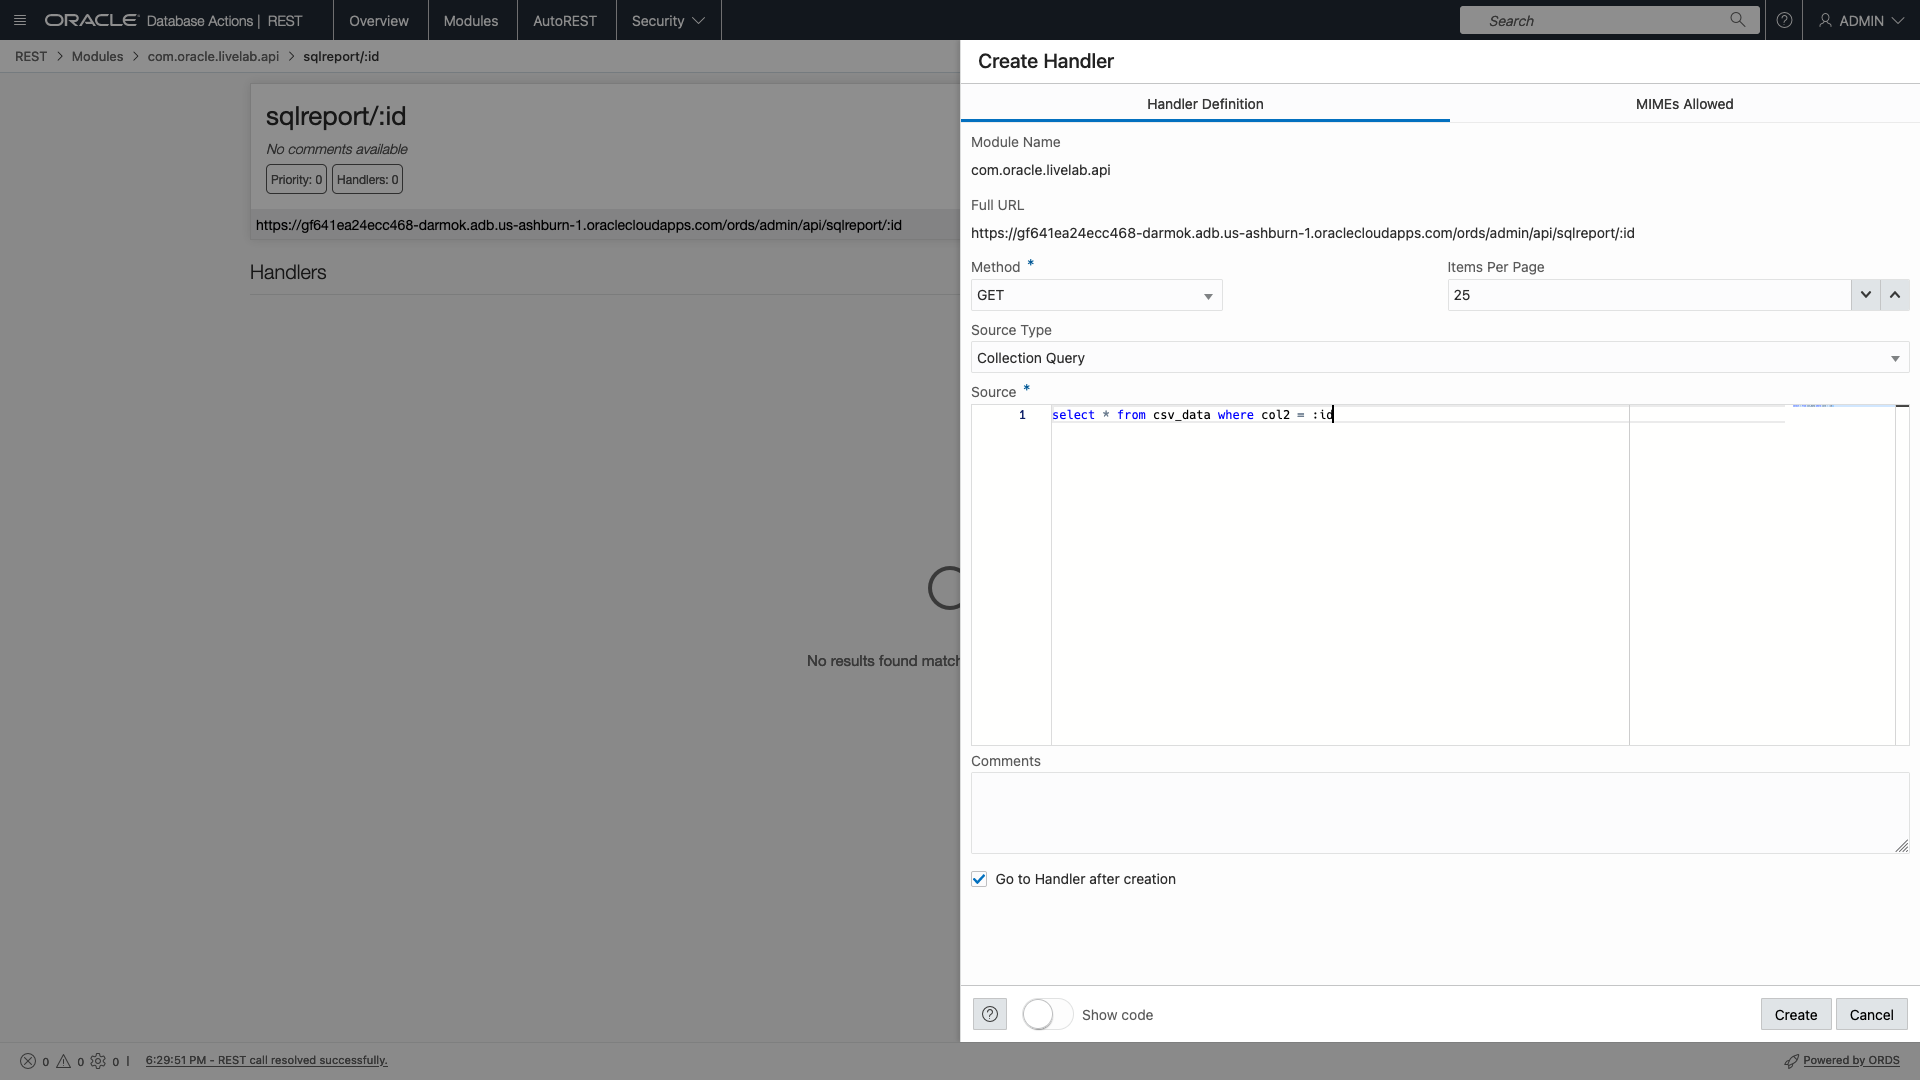 ORACLE Database Actions | REST
Overview
Modules
AutoREST
Security
Search
ADMIN
REST > Modules > com.oracle.livelab.api > sqlreport/:id
sqlreport/:id
No comments available
Priority: 0
Handlers: 0
https://gf641ea24ecc468-darmok.adb.us-ashburn-1.oraclecloudapps.com/ords/admin/api/sqlreport/:id
Handlers
No results found match
Create Handler
Handler Definition
MIMEs Allowed
Module Name
com.oracle.livelab.api
Full URL
https://gf641ea24ecc468-darmok.adb.us-ashburn-1.oraclecloudapps.com/ords/admin/api/sqlreport/:id
Method *
Items Per Page
GET
25
Source Type
Collection Query
Source *
1 select * from csv_data where col2 = :id
Comments
Go to Handler after creation
Show code
Create
Cancel
0 0 0 | 6:29:51 PM - REST call resolved successfully.
Powered by ORDS